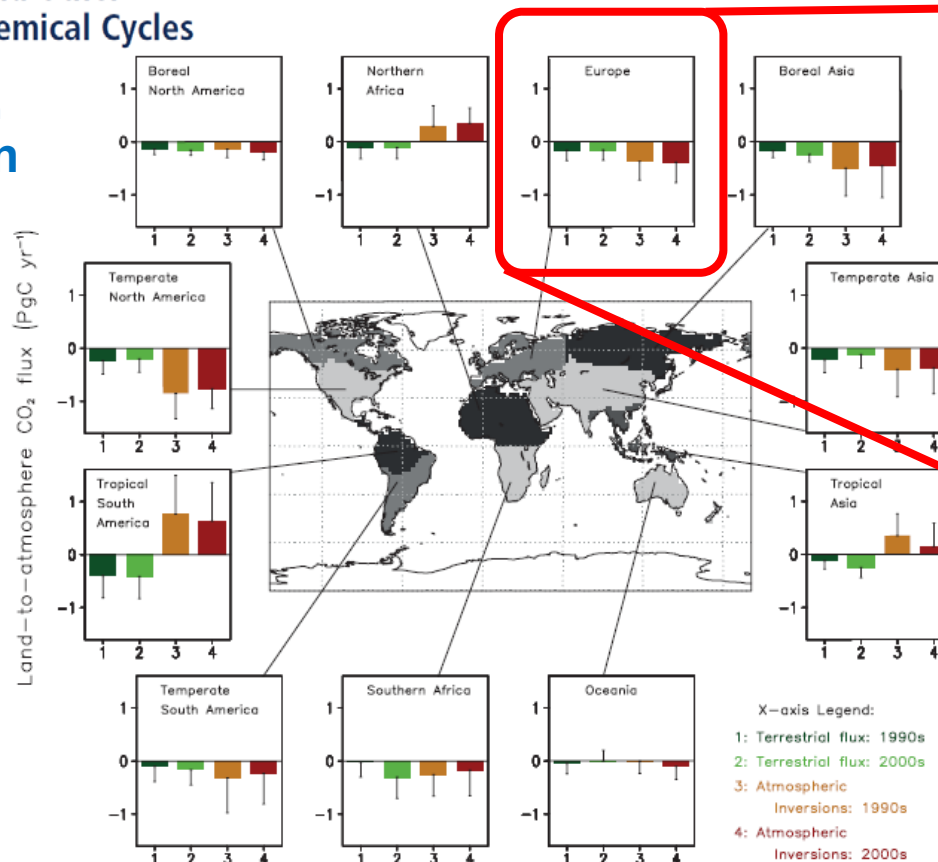 emical Cycles
n
Land-to-atmosphere CO₂ flux (PgC yr⁻¹)
Boreal
North America
1
0
-1
1 2 3 4
Northern
Africa
1
0
-1
1 2 3 4
Europe
1
0
-1
1 2 3 4
Boreal Asia
1
0
-1
1 2 3 4
Temperate
North America
1
0
-1
1 2 3 4
Temperate Asia
1
0
-1
1 2 3 4
Tropical
South
America
1
0
-1
1 2 3 4
Tropical
Asia
1
0
-1
1 2 3 4
Temperate
South America
1
0
-1
1 2 3 4
Southern Africa
1
0
-1
1 2 3 4
Oceania
1
0
-1
1 2 3 4
X-axis Legend:
1: Terrestrial flux: 1990s
2: Terrestrial flux: 2000s
3: Atmospheric
Inversions: 1990s
4: Atmospheric
Inversions: 2000s